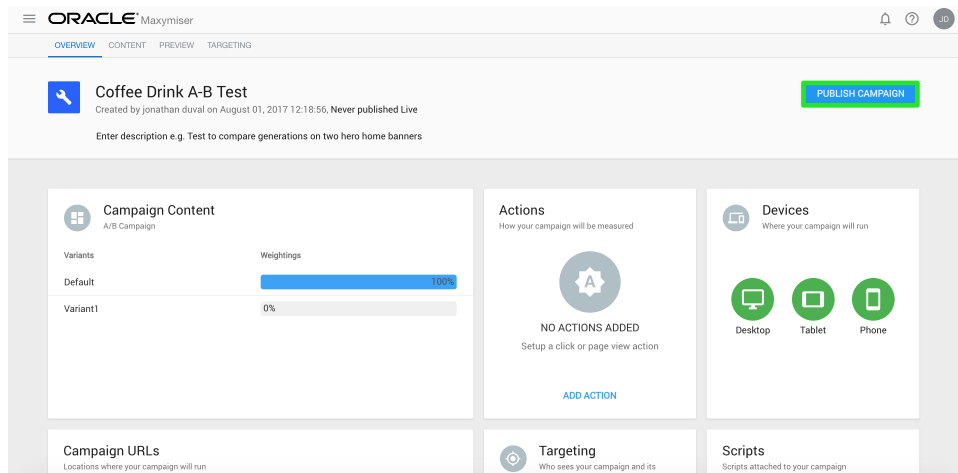 ORACLE® Maxymiser
JD
OVERVIEW CONTENT PREVIEW TARGETING
Coffee Drink A-B Test
Created by jonathan duval on August 01, 2017 12:18:56, Never published Live
PUBLISH CAMPAIGN
Enter description e.g. Test to compare generations on two hero home banners
Campaign Content
A/B Campaign
Variants Weightings
Default 100%
Variant1 0%
Actions
How your campaign will be measured
A
NO ACTIONS ADDED
Setup a click or page view action
ADD ACTION
Devices
Where your campaign will run
Desktop Tablet Phone
Campaign URLs
Locations where your campaign will run
Targeting
Who sees your campaign and its
Scripts
Scripts attached to your campaign